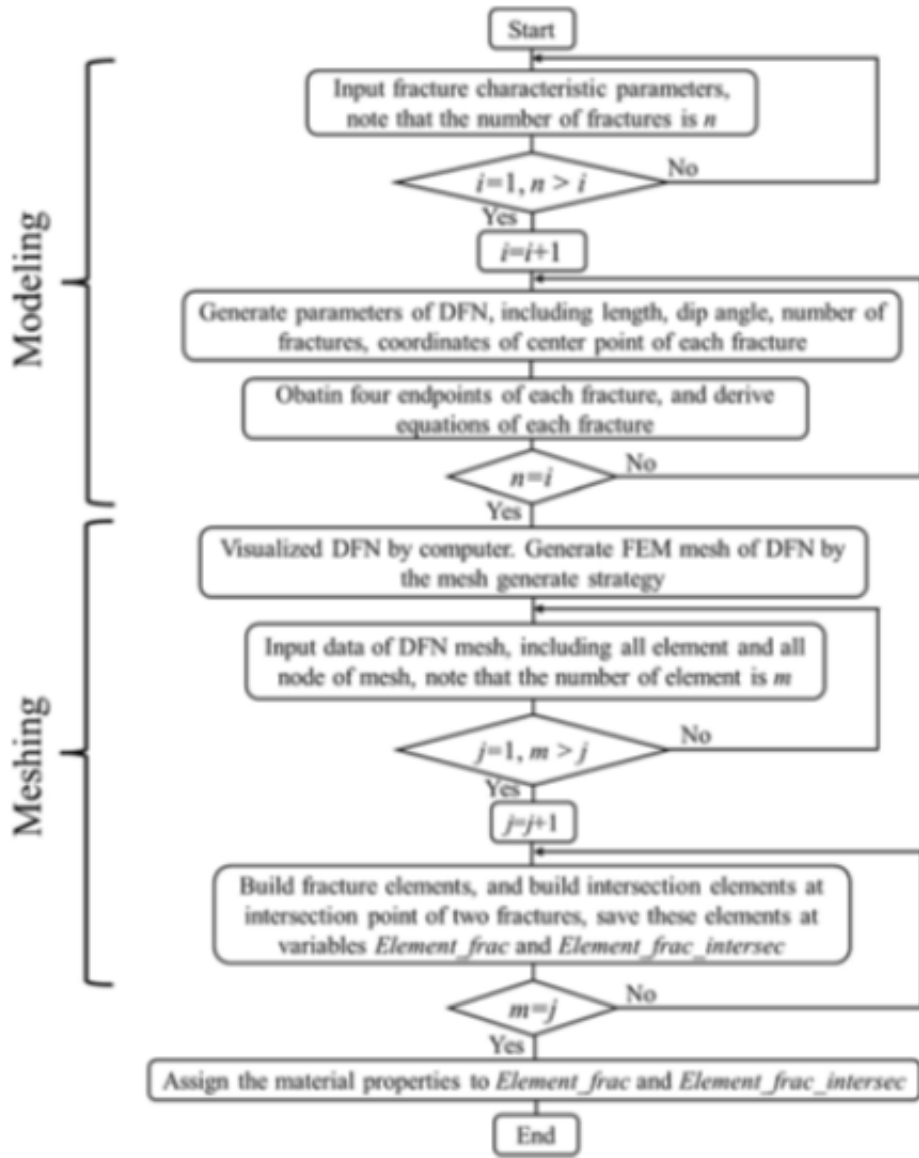 Start
Input fracture characteristic parameters,
note that the number of fractures is n
i=1, n > i
No
Yes
i=i+1
Generate parameters of DFN, including length, dip angle, number of
fractures, coordinates of center point of each fracture
Obatin four endpoints of each fracture, and derive
equations of each fracture
n=i
No
Yes
Modeling
Visualized DFN by computer. Generate FEM mesh of DFN by
the mesh generate strategy
Input data of DFN mesh, including all element and all
node of mesh, note that the number of element is m
j=1, m > j
No
Yes
j=j+1
Build fracture elements, and build intersection elements at
intersection point of two fractures, save these elements at
variables Element_frac and Element_frac_intersec
Meshing
m=j
No
Yes
Assign the material properties to Element_frac and Element_frac_intersec
End